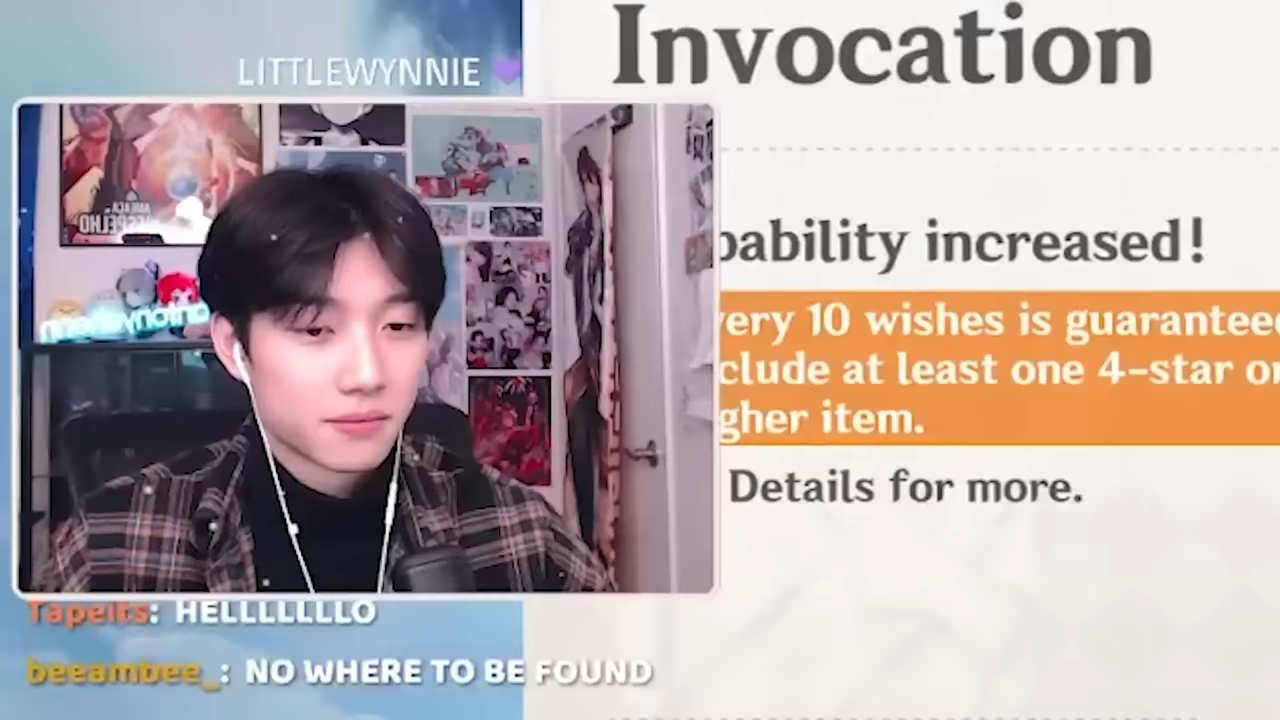 Invocation
LITTLEWYNNIE
pability increased!
very 10 wishes is guaranteed
clude at least one 4-star or
gher item.
Details for more.
Tapeits: HELLLLLLLO
beeambee_: NO WHERE TO BE FOUND